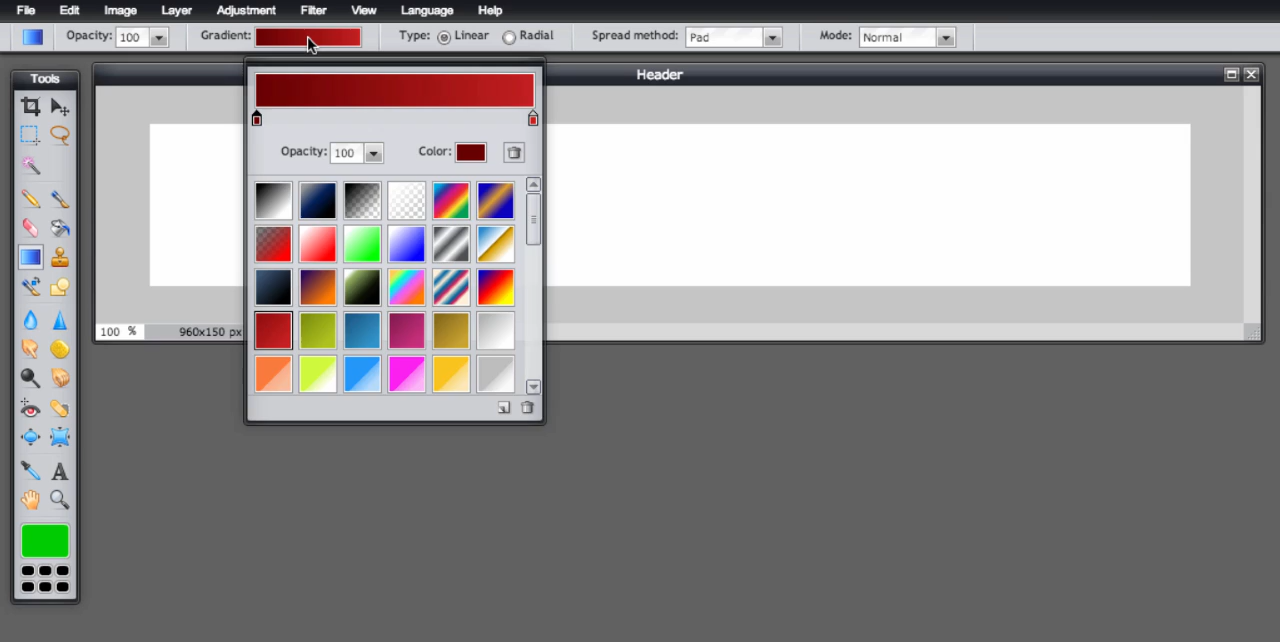 File Edit Image Layer Adjustment Filter View Language Help
Opacity: 100 Gradient: Type: Linear Radial Spread method: Pad Mode: Normal
Tools
Header
Opacity: 100 Color:
100 % 960x150 px
A